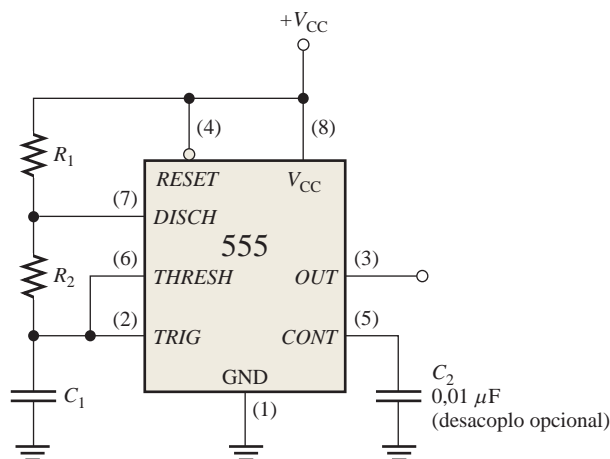 +V_CC
(4)
(8)
R_1
RESET
V_CC
(7)
DISCH
555
(6)
THRESH
OUT
(3)
R_2
(2)
TRIG
CONT
(5)
GND
C_1
(1)
C_2
0,01 μF
(desacoplo opcional)